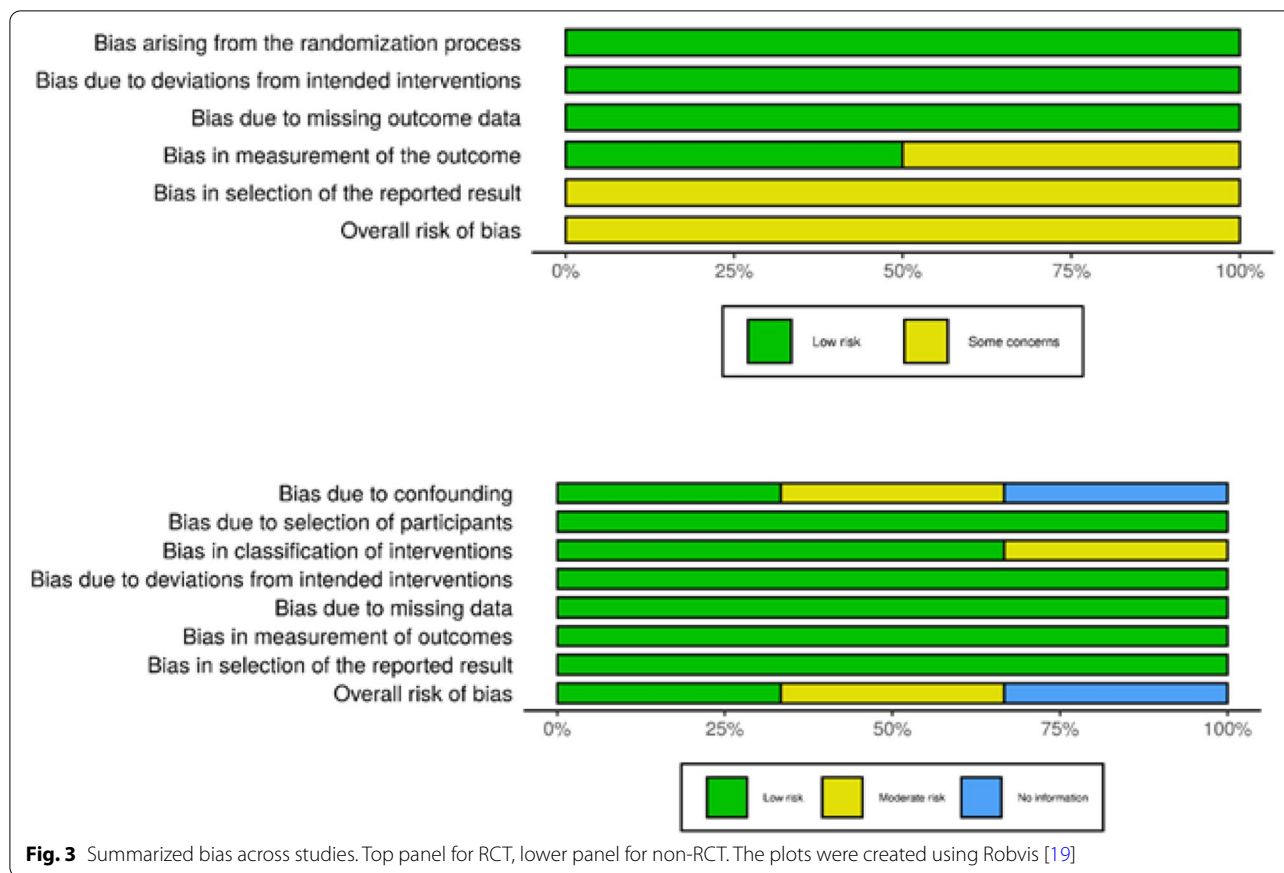 Bias arising from the randomization process
Bias due to deviations from intended interventions
Bias due to missing outcome data
Bias in measurement of the outcome
Bias in selection of the reported result
Overall risk of bias
0% 25% 50% 75% 100%
Low risk Some concerns
Bias due to confounding
Bias due to selection of participants
Bias in classification of interventions
Bias due to deviations from intended interventions
Bias due to missing data
Bias in measurement of outcomes
Bias in selection of the reported result
Overall risk of bias
0% 25% 50% 75% 100%
Low risk Moderate risk No information
Fig. 3 Summarized bias across studies. Top panel for RCT, lower panel for non-RCT. The plots were created using Robvis [19]